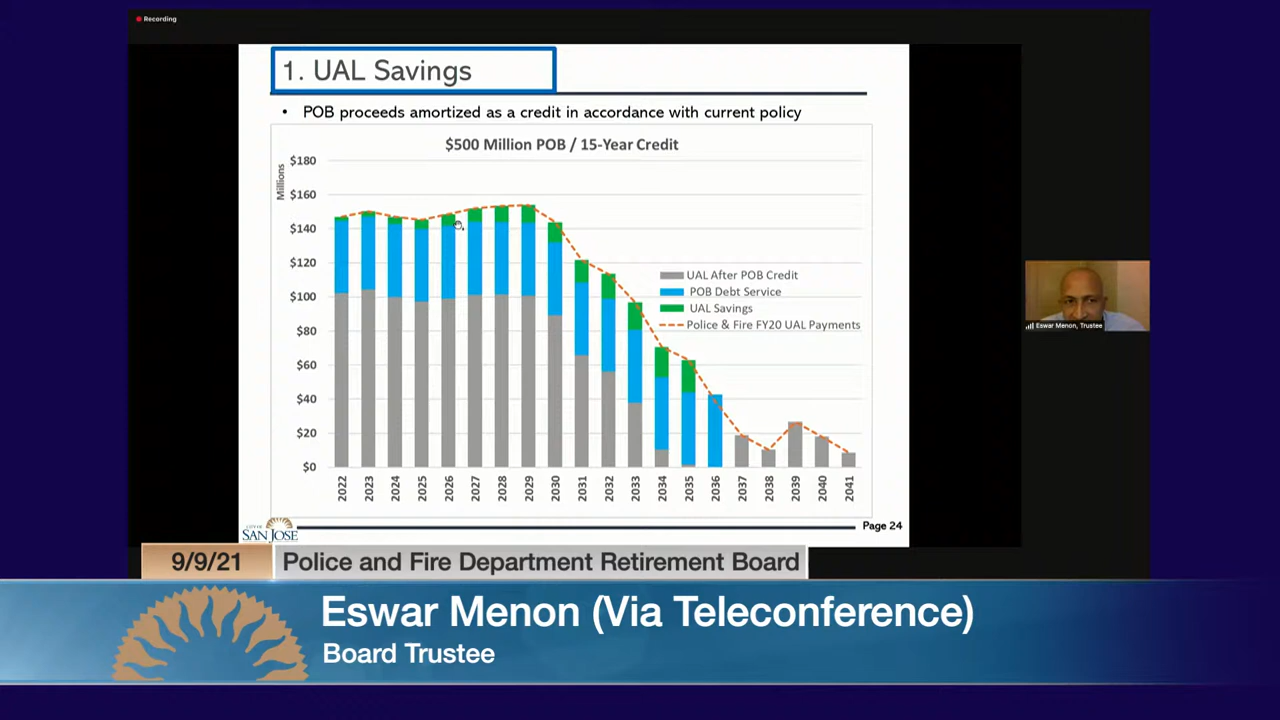 Recording
1. UAL Savings
• POB proceeds amortized as a credit in accordance with current policy
$500 Million POB / 15-Year Credit
Millions
$180
$160
$140
$120
$100
$80
$60
$40
$20
$0
UAL After POB Credit
POB Debt Service
UAL Savings
Police & Fire FY20 UAL Payments
2022
2023
2024
2025
2026
2027
2028
2029
2030
2031
2032
2033
2034
2035
2036
2037
2038
2039
2040
2041
CITY OF
SAN JOSE
Page 24
Eswar Menon, Trustee
9/9/21
Police and Fire Department Retirement Board
Eswar Menon (Via Teleconference)
Board Trustee